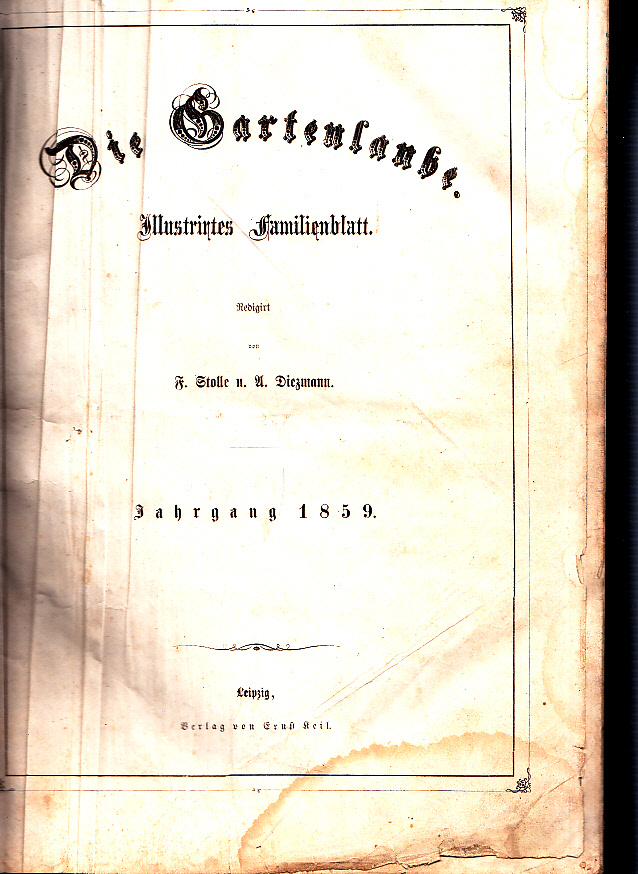 Die Gartenlaube.
Illustrirtes Familienblatt.
Redigirt
von
F. Stolle u. A. Diezmann.
Jahrgang 1859.
Leipzig,
Verlag von Ernst Keil.